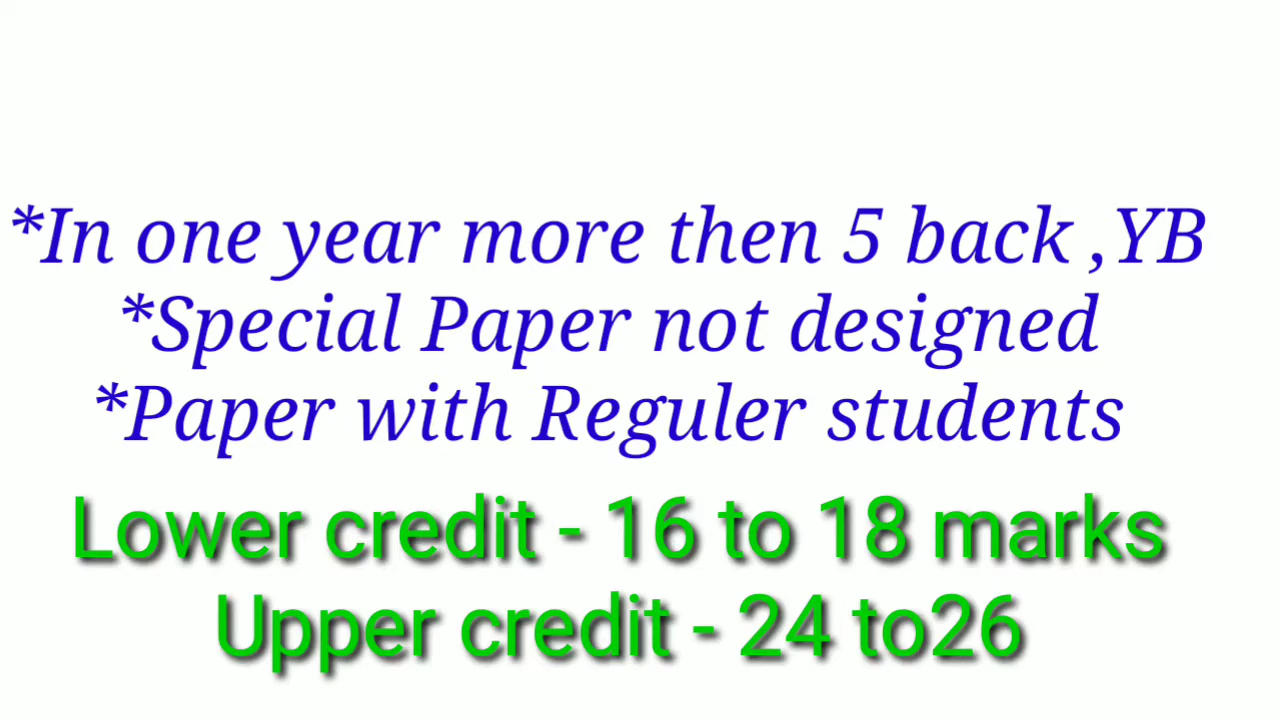 *In one year more then 5 back ,YB
*Special Paper not designed
*Paper with Reguler students
Lower credit - 16 to 18 marks
Upper credit - 24 to26